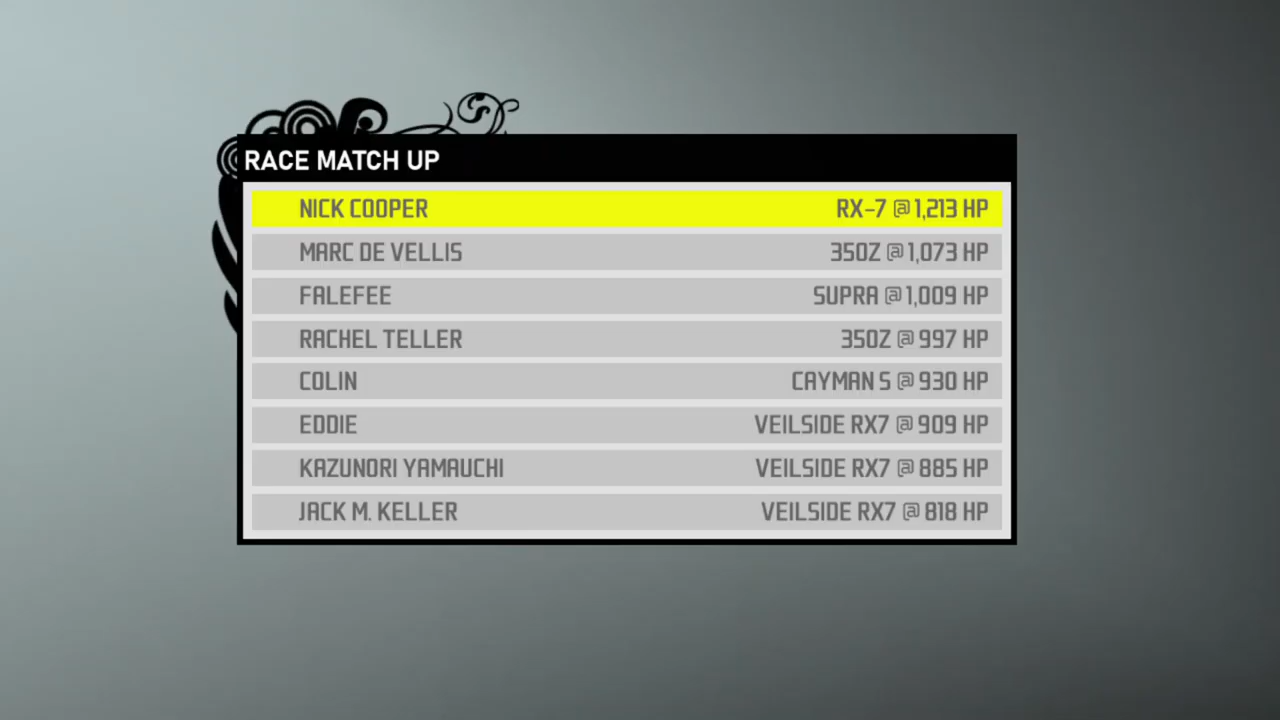 RACE MATCH UP
NICK COOPER RX-7 @ 1,213 HP
MARC DE VELLIS 350Z @ 1,073 HP
FALEFEE SUPRA @ 1,009 HP
RACHEL TELLER 350Z @ 997 HP
COLIN CAYMAN S @ 930 HP
EDDIE VEILSIDE RX7 @ 909 HP
KAZUNORI YAMAUCHI VEILSIDE RX7 @ 885 HP
JACK M. KELLER VEILSIDE RX7 @ 818 HP